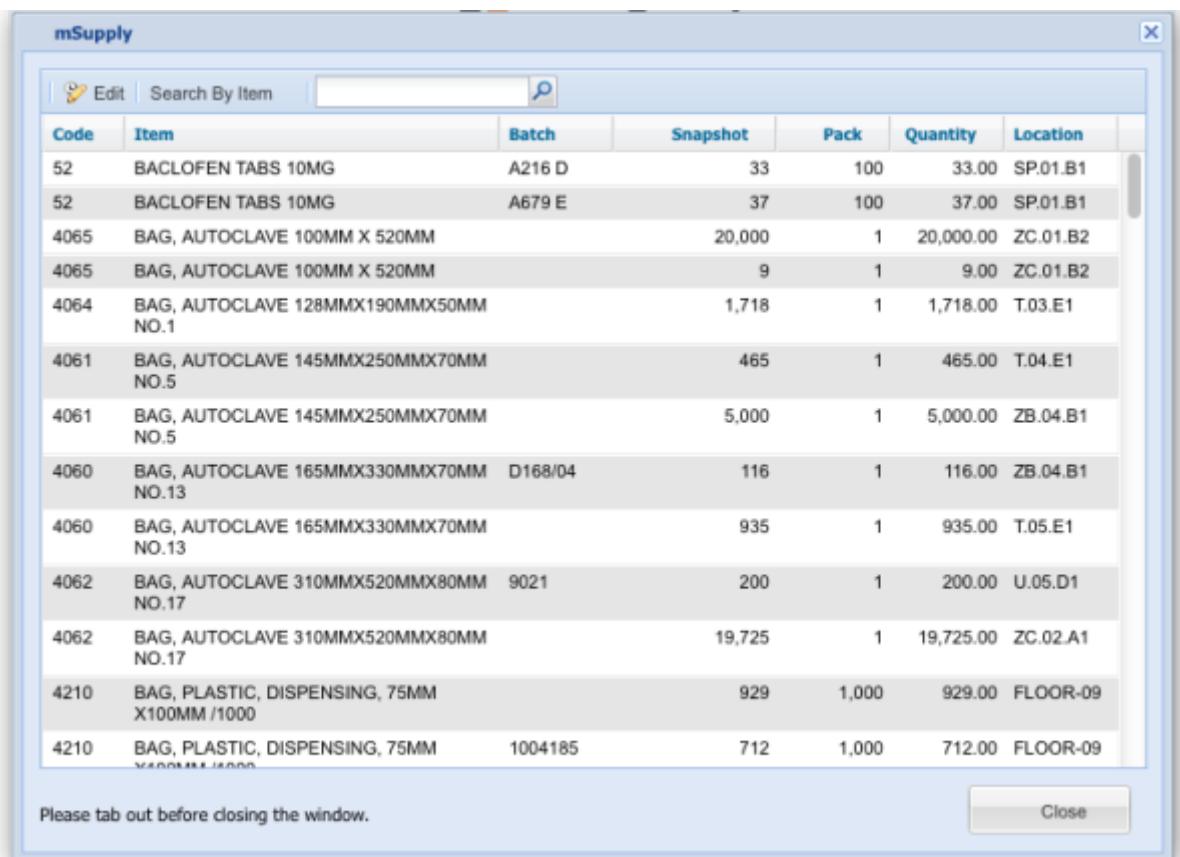 mSupply
Edit Search By Item
Code Item Batch Snapshot Pack Quantity Location
52 BACLOFEN TABS 10MG A216 D 33 100 33.00 SP.01.B1
52 BACLOFEN TABS 10MG A679 E 37 100 37.00 SP.01.B1
4065 BAG, AUTOCLAVE 100MM X 520MM 20,000 1 20,000.00 ZC.01.B2
4065 BAG, AUTOCLAVE 100MM X 520MM 9 1 9.00 ZC.01.B2
4064 BAG, AUTOCLAVE 128MMX190MMX50MM 1,718 1 1,718.00 T.03.E1
NO.1
4061 BAG, AUTOCLAVE 145MMX250MMX70MM 465 1 465.00 T.04.E1
NO.5
4061 BAG, AUTOCLAVE 145MMX250MMX70MM 5,000 1 5,000.00 ZB.04.B1
NO.5
4060 BAG, AUTOCLAVE 165MMX330MMX70MM D168/04 116 1 116.00 ZB.04.B1
NO.13
4060 BAG, AUTOCLAVE 165MMX330MMX70MM 935 1 935.00 T.05.E1
NO.13
4062 BAG, AUTOCLAVE 310MMX520MMX80MM 9021 200 1 200.00 U.05.D1
NO.17
4062 BAG, AUTOCLAVE 310MMX520MMX80MM 19,725 1 19,725.00 ZC.02.A1
NO.17
4210 BAG, PLASTIC, DISPENSING, 75MM 929 1,000 929.00 FLOOR-09
X100MM /1000
4210 BAG, PLASTIC, DISPENSING, 75MM 1004185 712 1,000 712.00 FLOOR-09
Please tab out before closing the window.
Close